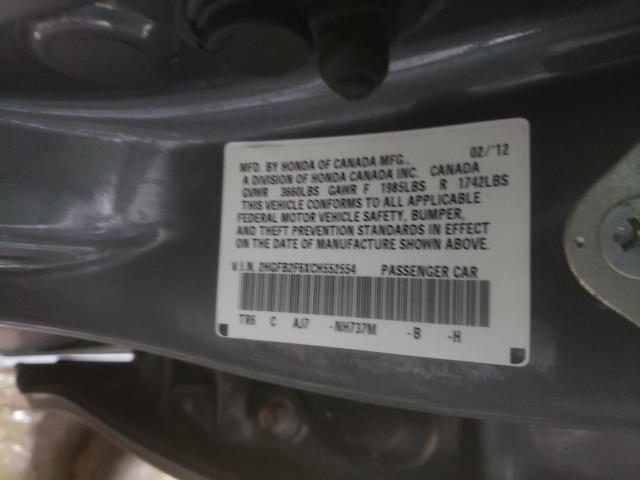 02/'12
MFD. BY HONDA OF CANADA MFG.,
A DIVISION OF HONDA CANADA INC. CANADA
GVWR 3660LBS GAWR F 1985LBS R 1742LBS
THIS VEHICLE CONFORMS TO ALL APPLICABLE
FEDERAL MOTOR VEHICLE SAFETY, BUMPER,
AND THEFT PREVENTION STANDARDS IN EFFECT
ON THE DATE OF MANUFACTURE SHOWN ABOVE.
V.I.N. 2HGFB2F6XCH552554 PASSENGER CAR
TR6 C AJ7 -NH737M -B -H